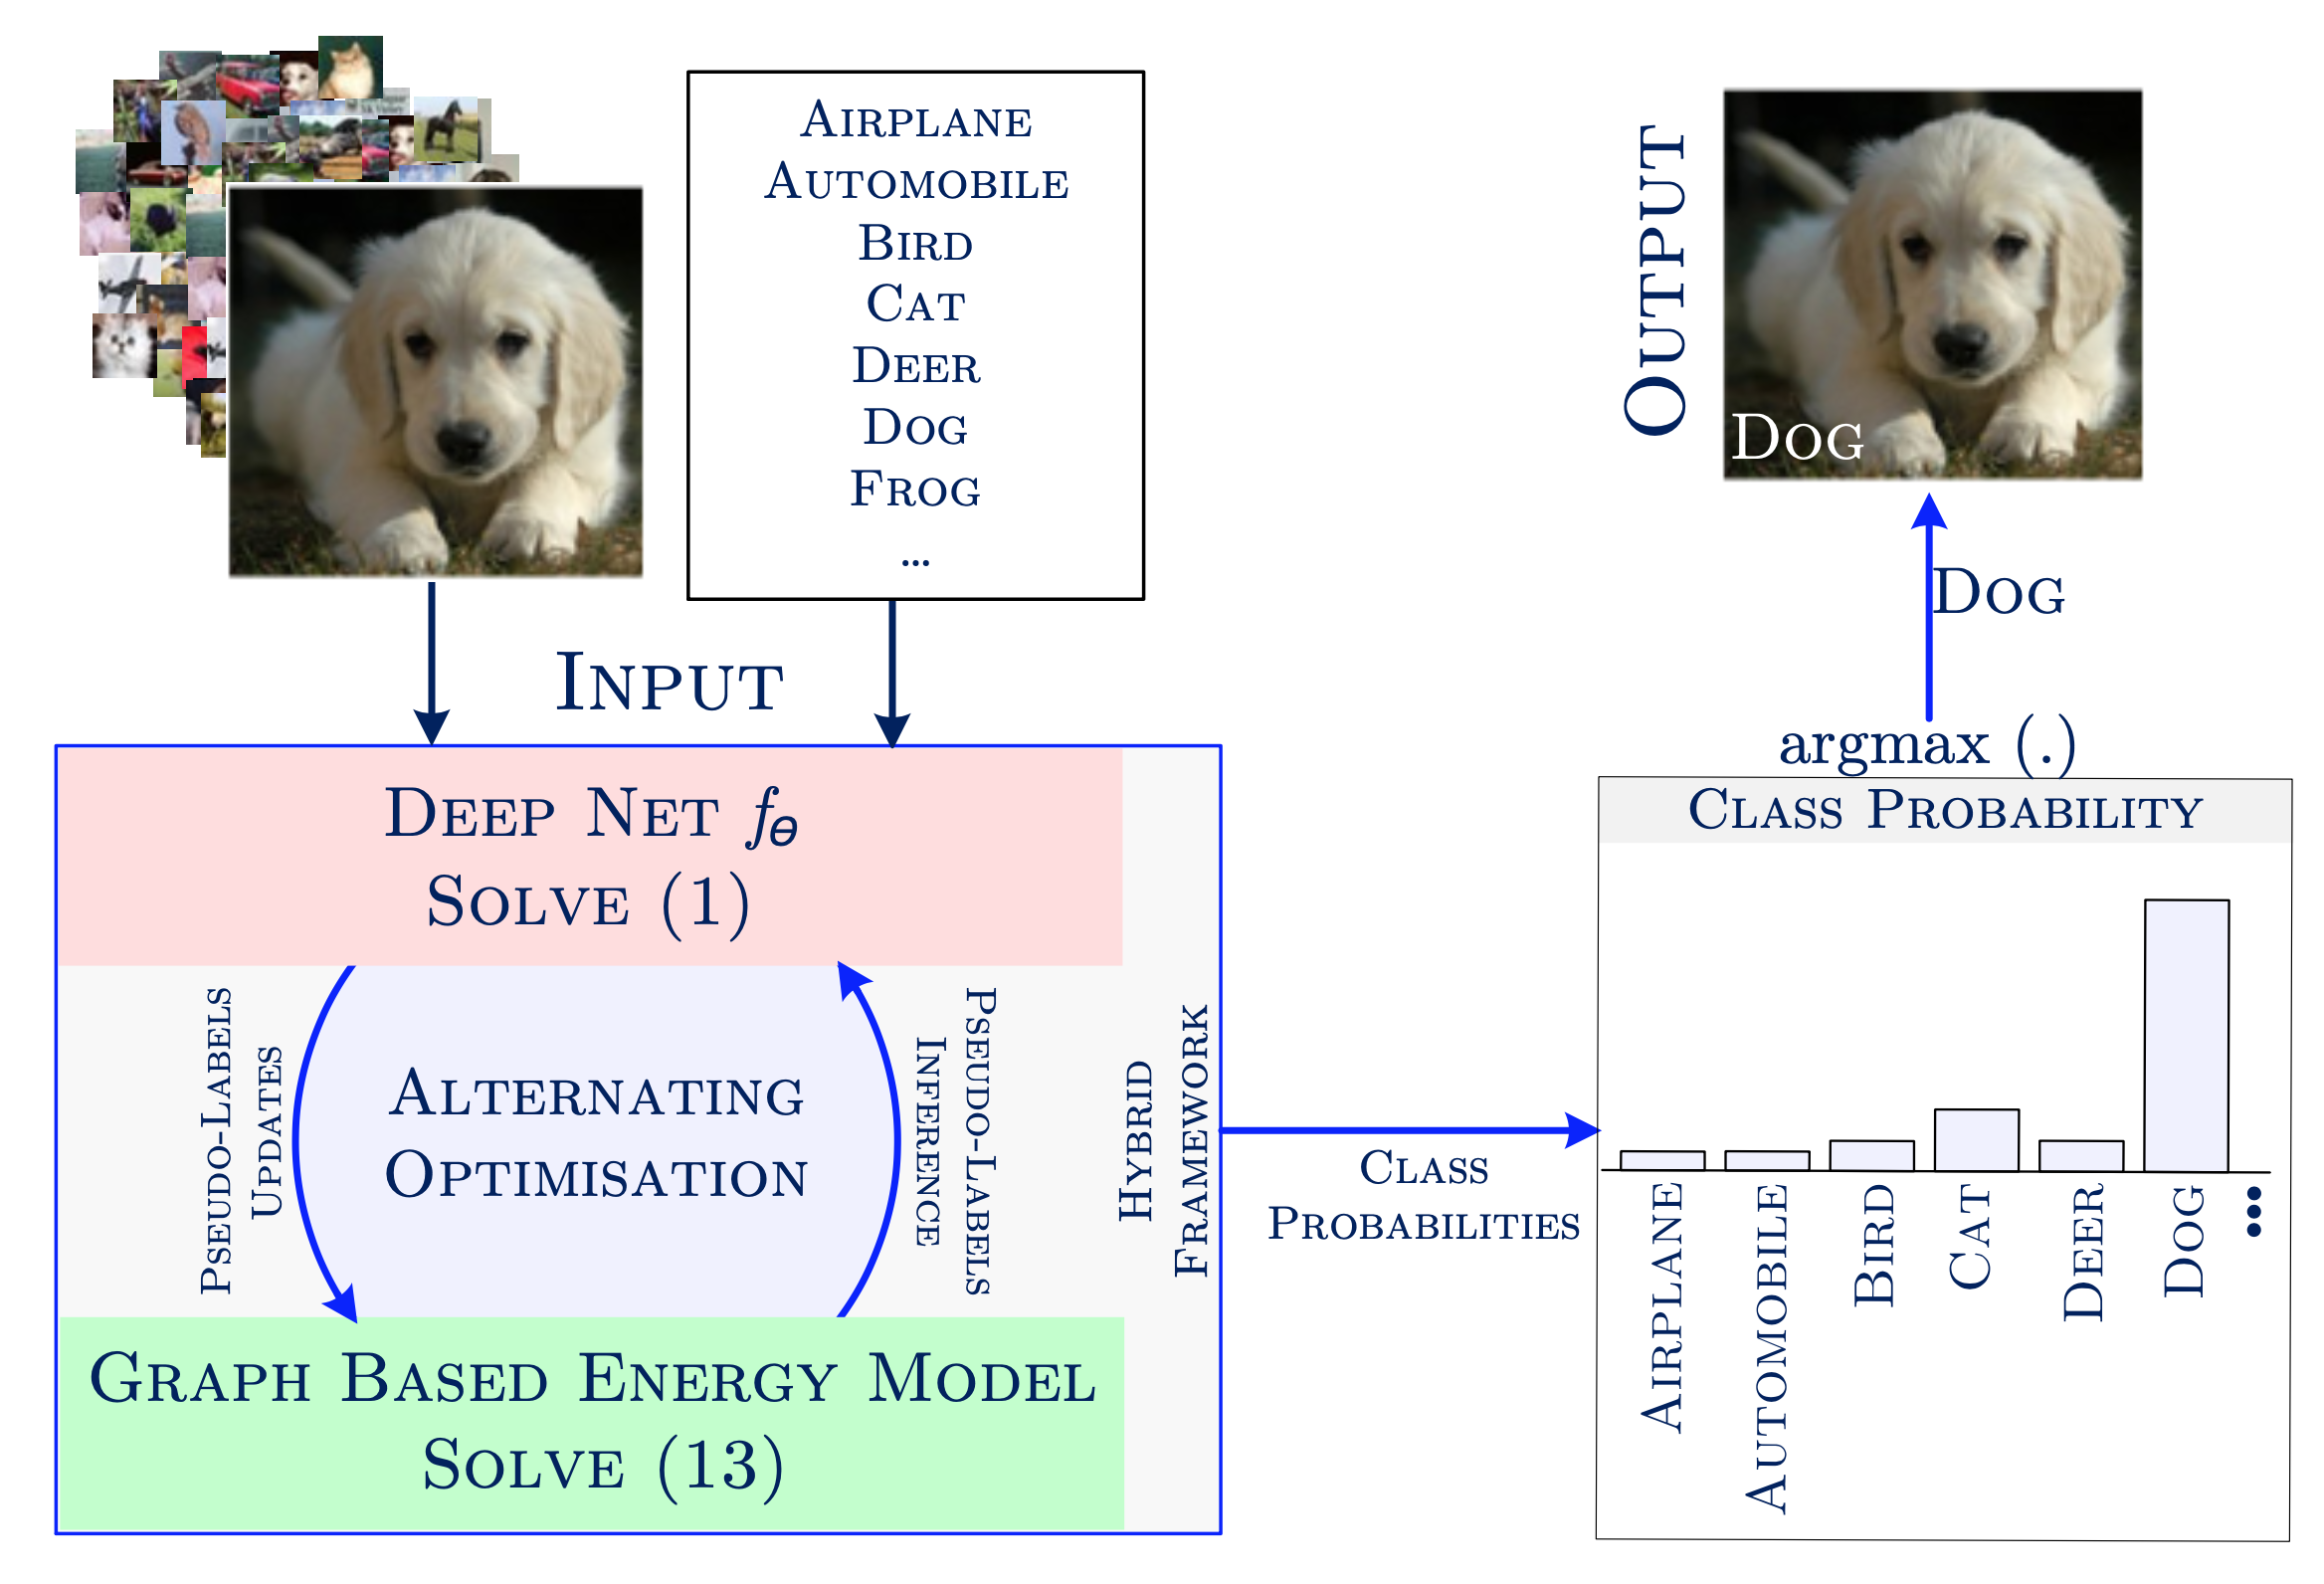 Airplane
Automobile
Bird
Cat
Deer
Dog
Frog
...
Input
Deep Net fθ
Solve (1)
Pseudo-Labels
Updates
Alternating
Optimisation
Pseudo-Labels
Inference
Hybrid
Framework
Graph Based Energy Model
Solve (13)
Class
Probabilities
Output
Dog
Dog
argmax (.)
Class Probability
Airplane
Automobile
Bird
Cat
Deer
Dog
...